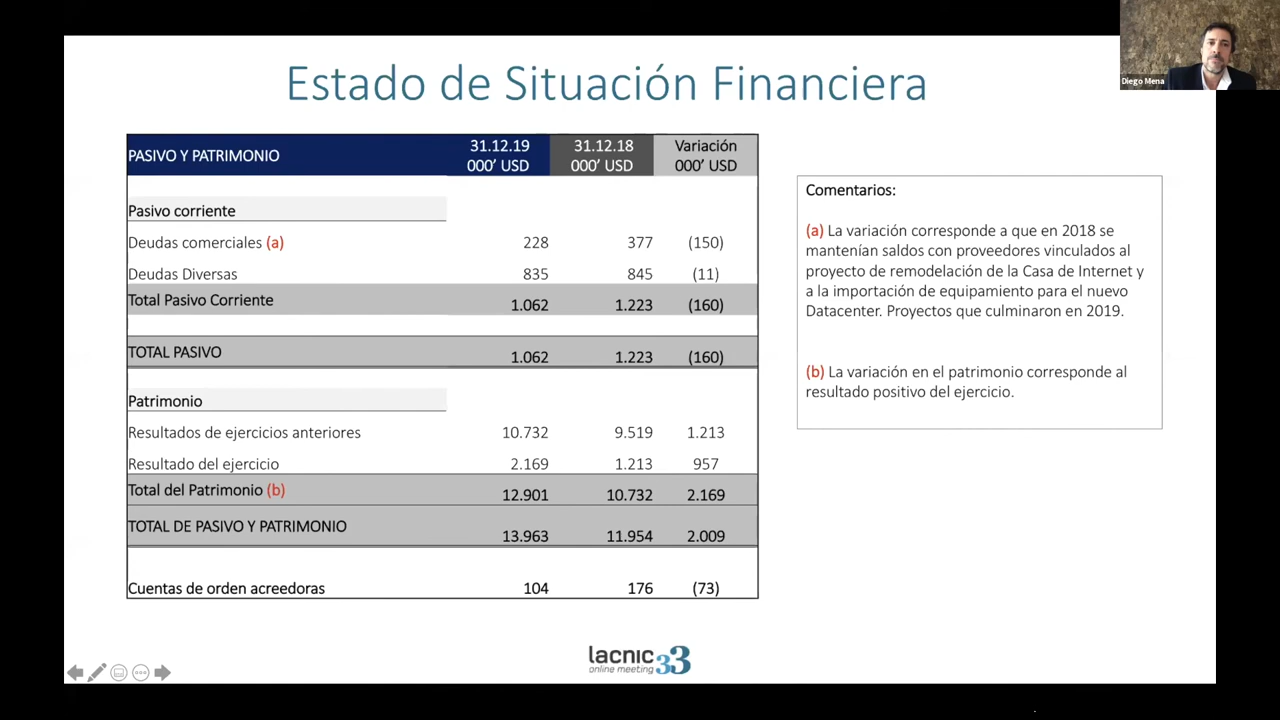 Diego Mena
Estado de Situación Financiera
PASIVO Y PATRIMONIO 31.12.19 000’ USD 31.12.18 000’ USD Variación 000’ USD
Pasivo corriente
Deudas comerciales (a) 228 377 (150)
Deudas Diversas 835 845 (11)
Total Pasivo Corriente 1.062 1.223 (160)
TOTAL PASIVO 1.062 1.223 (160)
Patrimonio
Resultados de ejercicios anteriores 10.732 9.519 1.213
Resultado del ejercicio 2.169 1.213 957
Total del Patrimonio (b) 12.901 10.732 2.169
TOTAL DE PASIVO Y PATRIMONIO 13.963 11.954 2.009
Cuentas de orden acreedoras 104 176 (73)
Comentarios:
(a) La variación corresponde a que en 2018 se
mantenían saldos con proveedores vinculados al
proyecto de remodelación de la Casa de Internet y
a la importación de equipamiento para el nuevo
Datacenter. Proyectos que culminaron en 2019.
(b) La variación en el patrimonio corresponde al
resultado positivo del ejercicio.
lacnic 33
online meeting